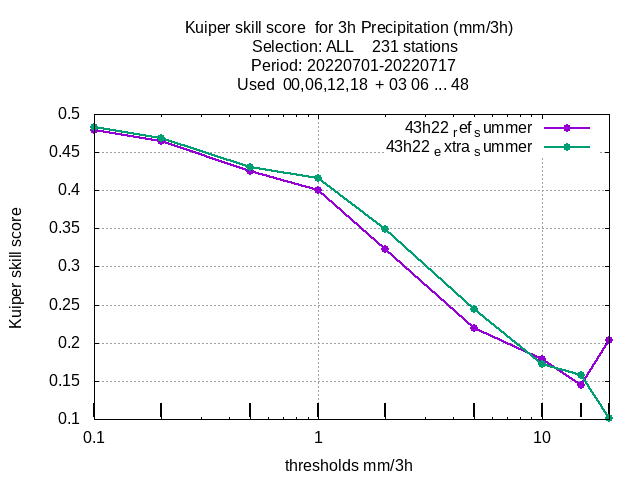 Kuiper skill score  for 3h Precipitation (mm/3h)
Selection: ALL    231 stations
Period: 20220701-20220717
Used  00,06,12,18  + 03 06 ... 48
43h22 ref summer
43h22 extra summer
Kuiper skill score
0.5
0.45
0.4
0.35
0.3
0.25
0.2
0.15
0.1
0.1
1
10
thresholds mm/3h